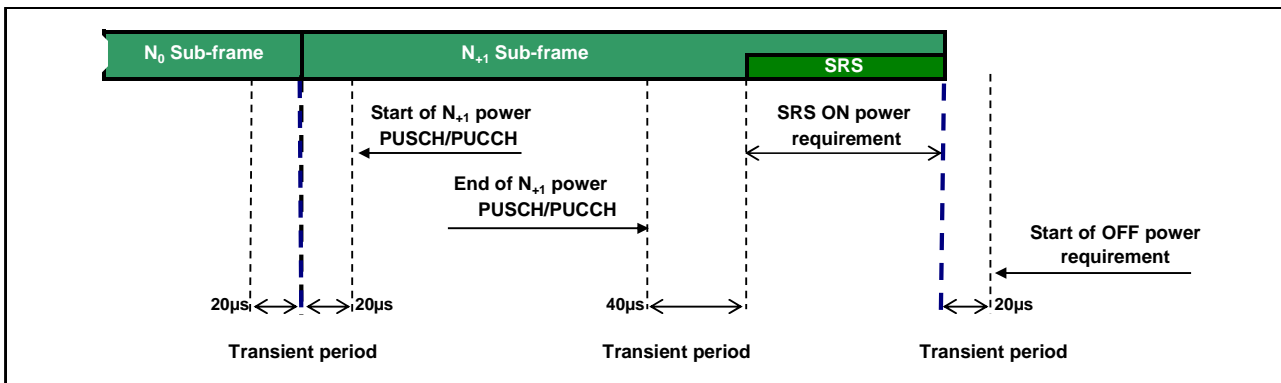 N₀ Sub-frame
N₊₁ Sub-frame
SRS
Start of N₊₁ power
PUSCH/PUCCH
SRS ON power
requirement
End of N₊₁ power
PUSCH/PUCCH
Start of OFF power
requirement
20µs
20µs
40µs
20µs
Transient period
Transient period
Transient period